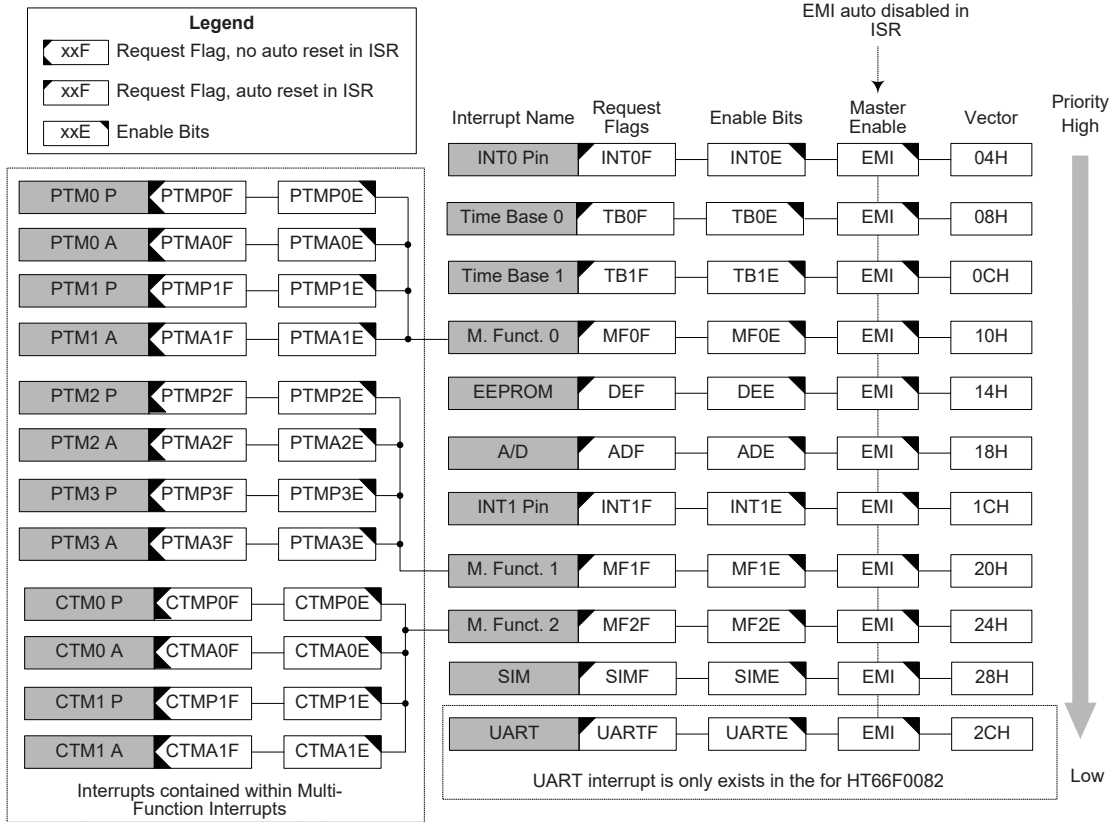 Legend
xxF Request Flag, no auto reset in ISR
xxF Request Flag, auto reset in ISR
xxE Enable Bits
EMI auto disabled in
ISR
Interrupt Name
Request
Flags
Enable Bits
Master
Enable
Vector
Priority
High
INT0 Pin INT0F INT0E EMI 04H
Time Base 0 TB0F TB0E EMI 08H
Time Base 1 TB1F TB1E EMI 0CH
M. Funct. 0 MF0F MF0E EMI 10H
EEPROM DEF DEE EMI 14H
A/D ADF ADE EMI 18H
INT1 Pin INT1F INT1E EMI 1CH
M. Funct. 1 MF1F MF1E EMI 20H
M. Funct. 2 MF2F MF2E EMI 24H
SIM SIMF SIME EMI 28H
UART UARTF UARTE EMI 2CH
UART interrupt is only exists in the for HT66F0082
Low
PTM0 P PTMP0F PTMP0E
PTM0 A PTMA0F PTMA0E
PTM1 P PTMP1F PTMP1E
PTM1 A PTMA1F PTMA1E
PTM2 P PTMP2F PTMP2E
PTM2 A PTMA2F PTMA2E
PTM3 P PTMP3F PTMP3E
PTM3 A PTMA3F PTMA3E
CTM0 P CTMP0F CTMP0E
CTM0 A CTMA0F CTMA0E
CTM1 P CTMP1F CTMP1E
CTM1 A CTMA1F CTMA1E
Interrupts contained within Multi-
Function Interrupts